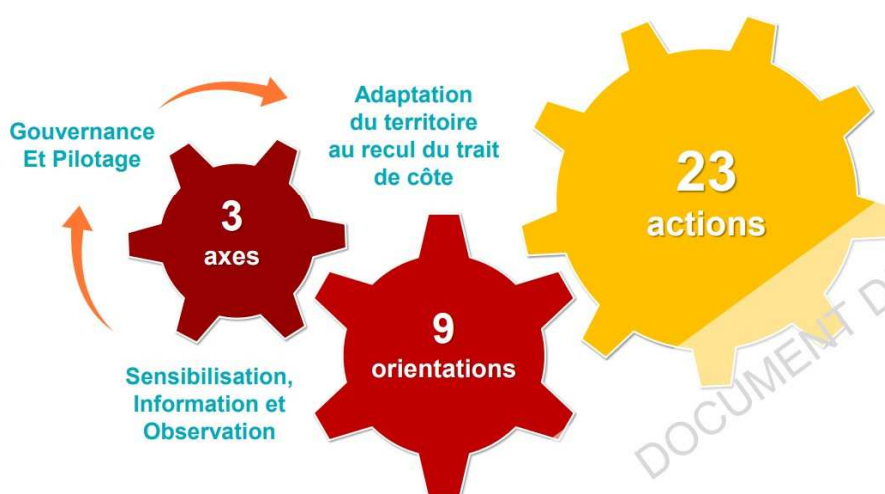 Gouvernance
Et Pilotage
Adaptation
du territoire
au recul du trait
de côte
3
axes
Sensibilisation,
Information et
Observation
9
orientations
23
actions
DOCUMENT